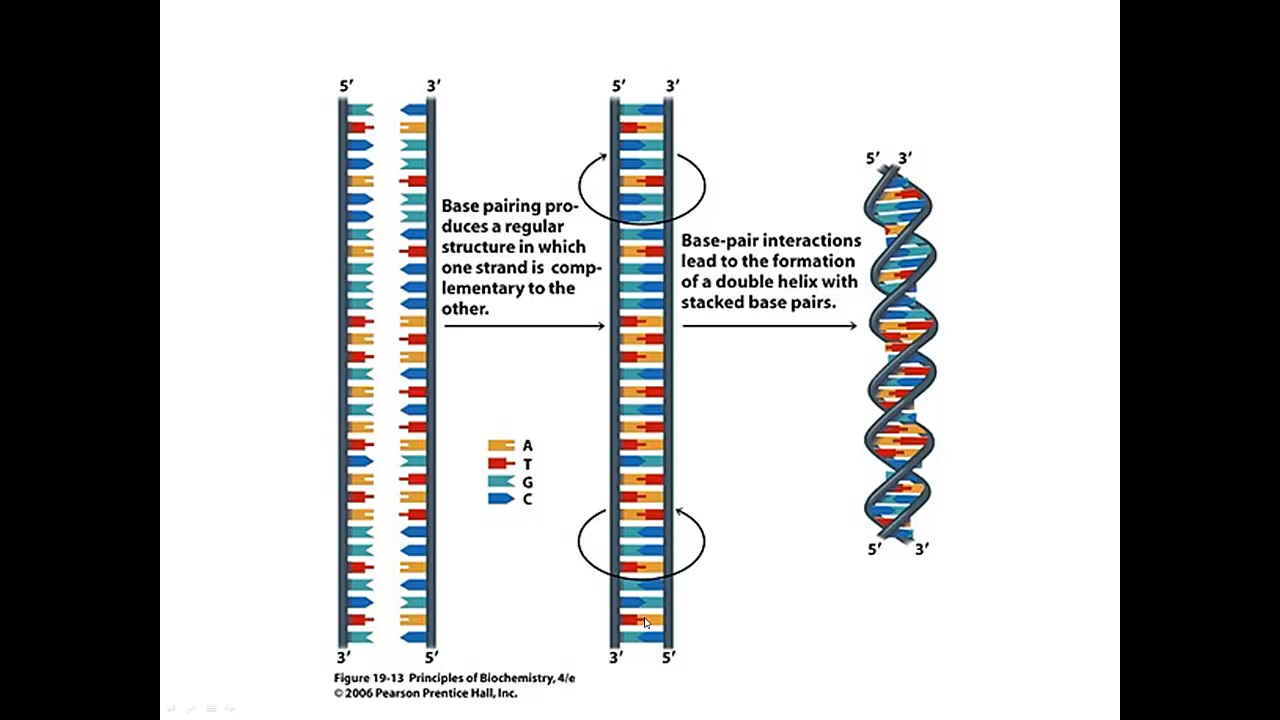 5′ 3′
5′ 3′
5′ 3′
Base pairing pro-
duces a regular
structure in which
one strand is comp-
lementary to the
other.
Base-pair interactions
lead to the formation
of a double helix with
stacked base pairs.
A
T
G
C
5′ 3′
3′ 5′
3′ 5′
Figure 19-13 Principles of Biochemistry, 4/e
© 2006 Pearson Prentice Hall, Inc.